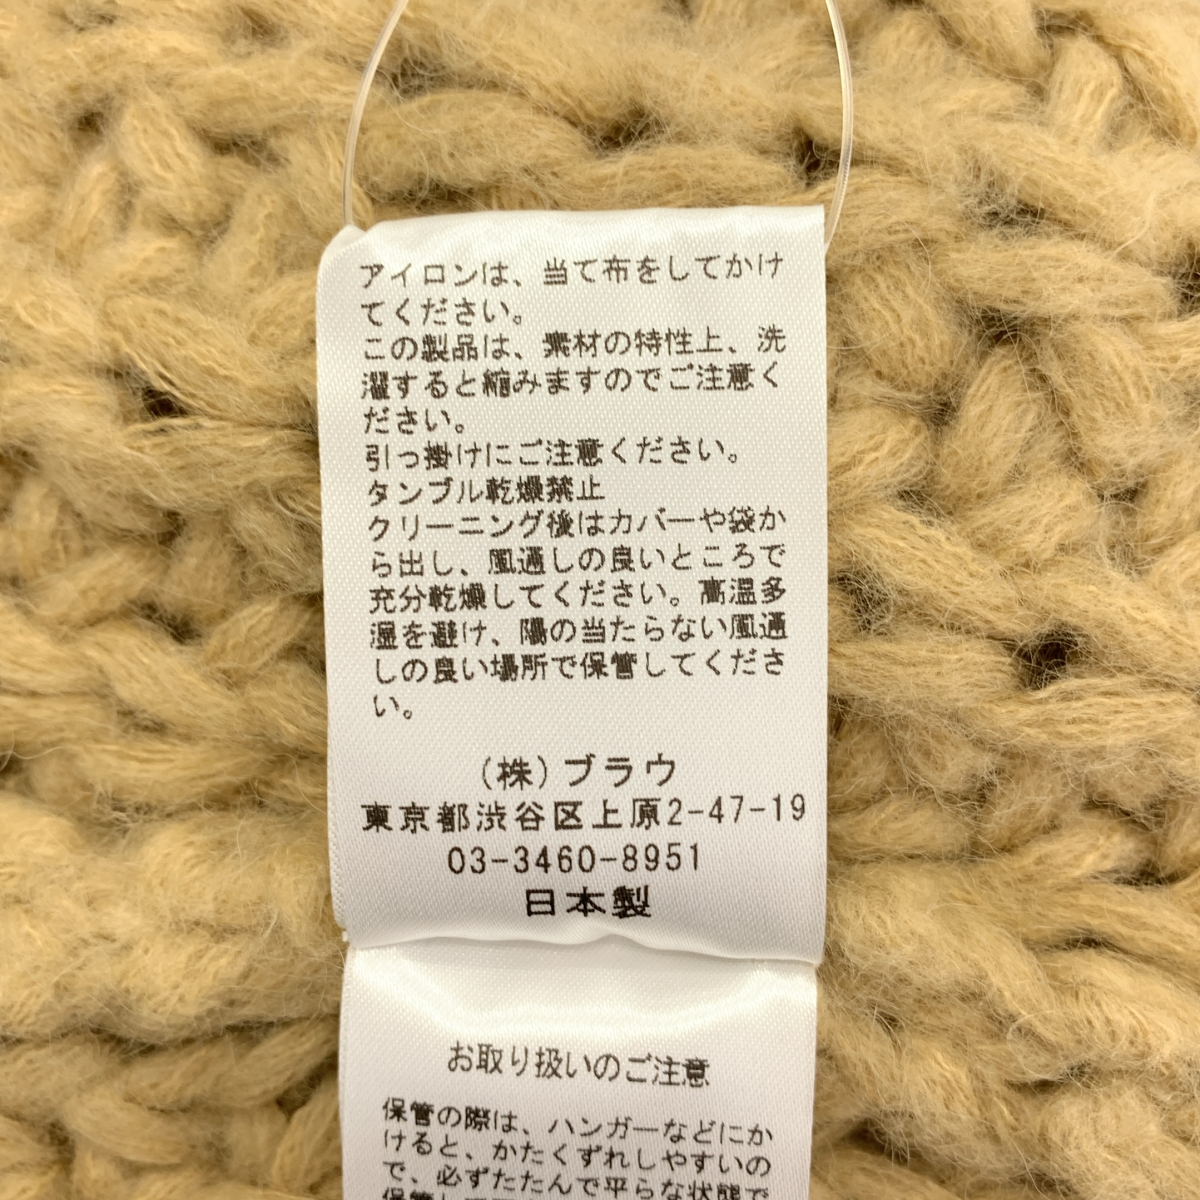 アイロンは、当て布をしてかけ
てください。
この製品は、素材の特性上、洗
濯すると縮みますのでご注意く
ださい。
引っ掛けにご注意ください。
タンブル乾燥禁止
クリーニング後はカバーや袋か
ら出し、風通しの良いところで
充分乾燥してください。高温多
湿を避け、陽の当たらない風通
しの良い場所で保管してくださ
い。
(株)ブラウ
東京都渋谷区上原2-47-19
03-3460-8951
日本製
お取り扱いのご注意
保管の際は、ハンガーなどにか
けると、かたくずれしやすいの
で、必ずたたんで平らな状態で
保管して